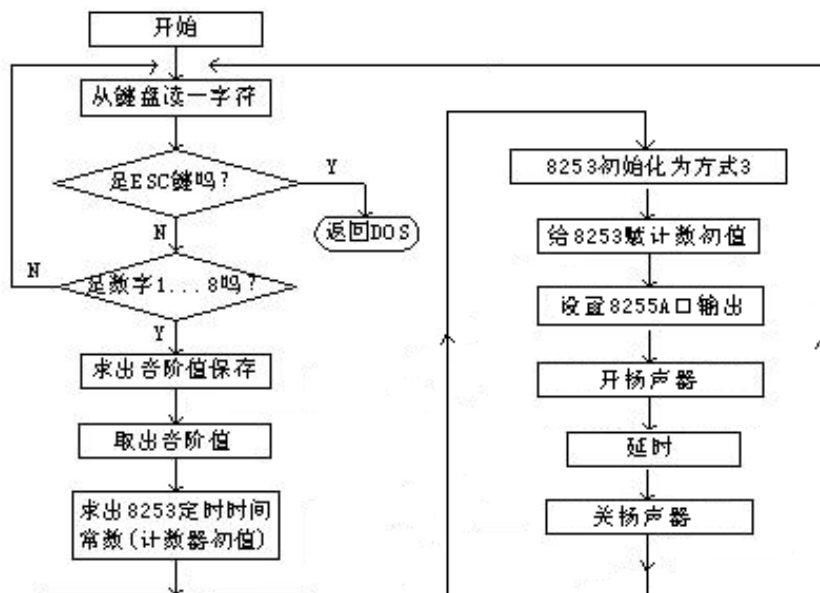 开始
从键盘读一字符
是ESC键吗?
Y
返回DOS
N
是数字1...8吗?
N
Y
求出音阶值保存
取出音阶值
求出8253定时时间
常数(计数器初值)
8253初始化为方式3
给8253赋计数初值
设置8255A口输出
开扬声器
延时
关扬声器